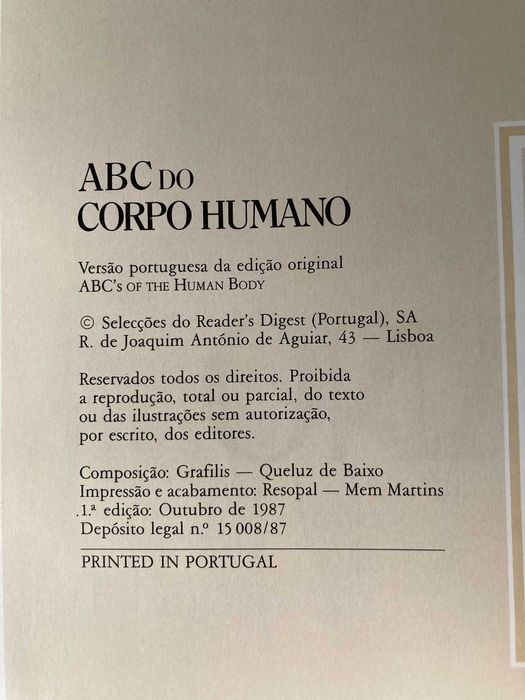 ABC DO
CORPO HUMANO
Versão portuguesa da edição original
ABC's OF THE HUMAN BODY
© Selecções do Reader's Digest (Portugal), SA
R. de Joaquim António de Aguiar, 43 — Lisboa
Reservados todos os direitos. Proibida
a reprodução, total ou parcial, do texto
ou das ilustrações sem autorização,
por escrito, dos editores.
Composição: Grafilis — Queluz de Baixo
Impressão e acabamento: Resopal — Mem Martins
.1.ª edição: Outubro de 1987
Depósito legal n.º 15 008/87
PRINTED IN PORTUGAL